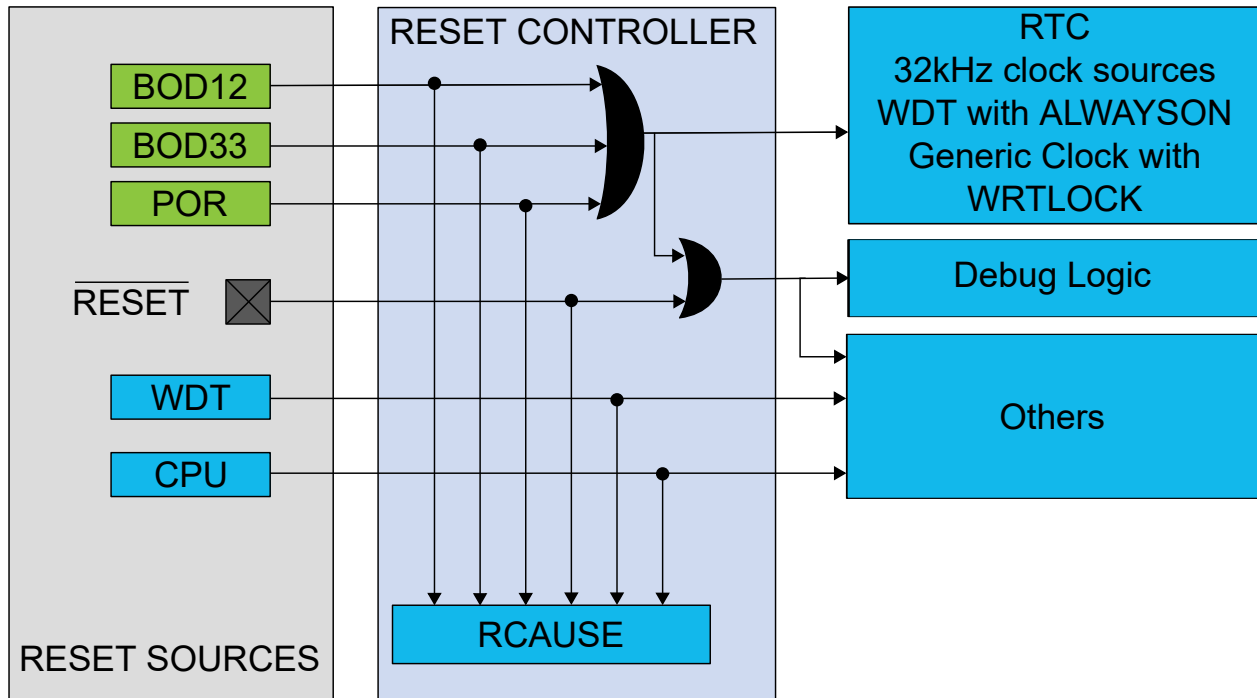 BOD12
BOD33
POR
RESET
WDT
CPU
RESET SOURCES
RESET CONTROLLER
RCAUSE
RTC
32kHz clock sources
WDT with ALWAYSON
Generic Clock with
WRTLOCK
Debug Logic
Others